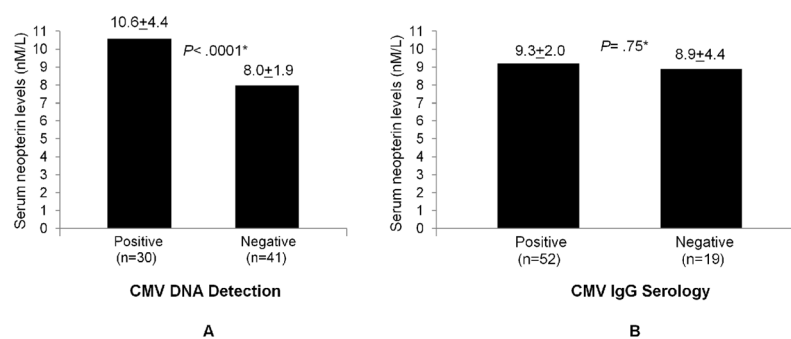 10.6±4.4
P< .0001*
8.0±1.9
Serum neopterin levels (nM/L)
11
10
9
8
7
6
5
4
3
2
1
0
Positive
(n=30)
Negative
(n=41)
CMV DNA Detection
A
9.3±2.0
P= .75*
8.9±4.4
Serum neopterin levels (nM/L)
11
10
9
8
7
6
5
4
3
2
1
0
Positive
(n=52)
Negative
(n=19)
CMV IgG Serology
B